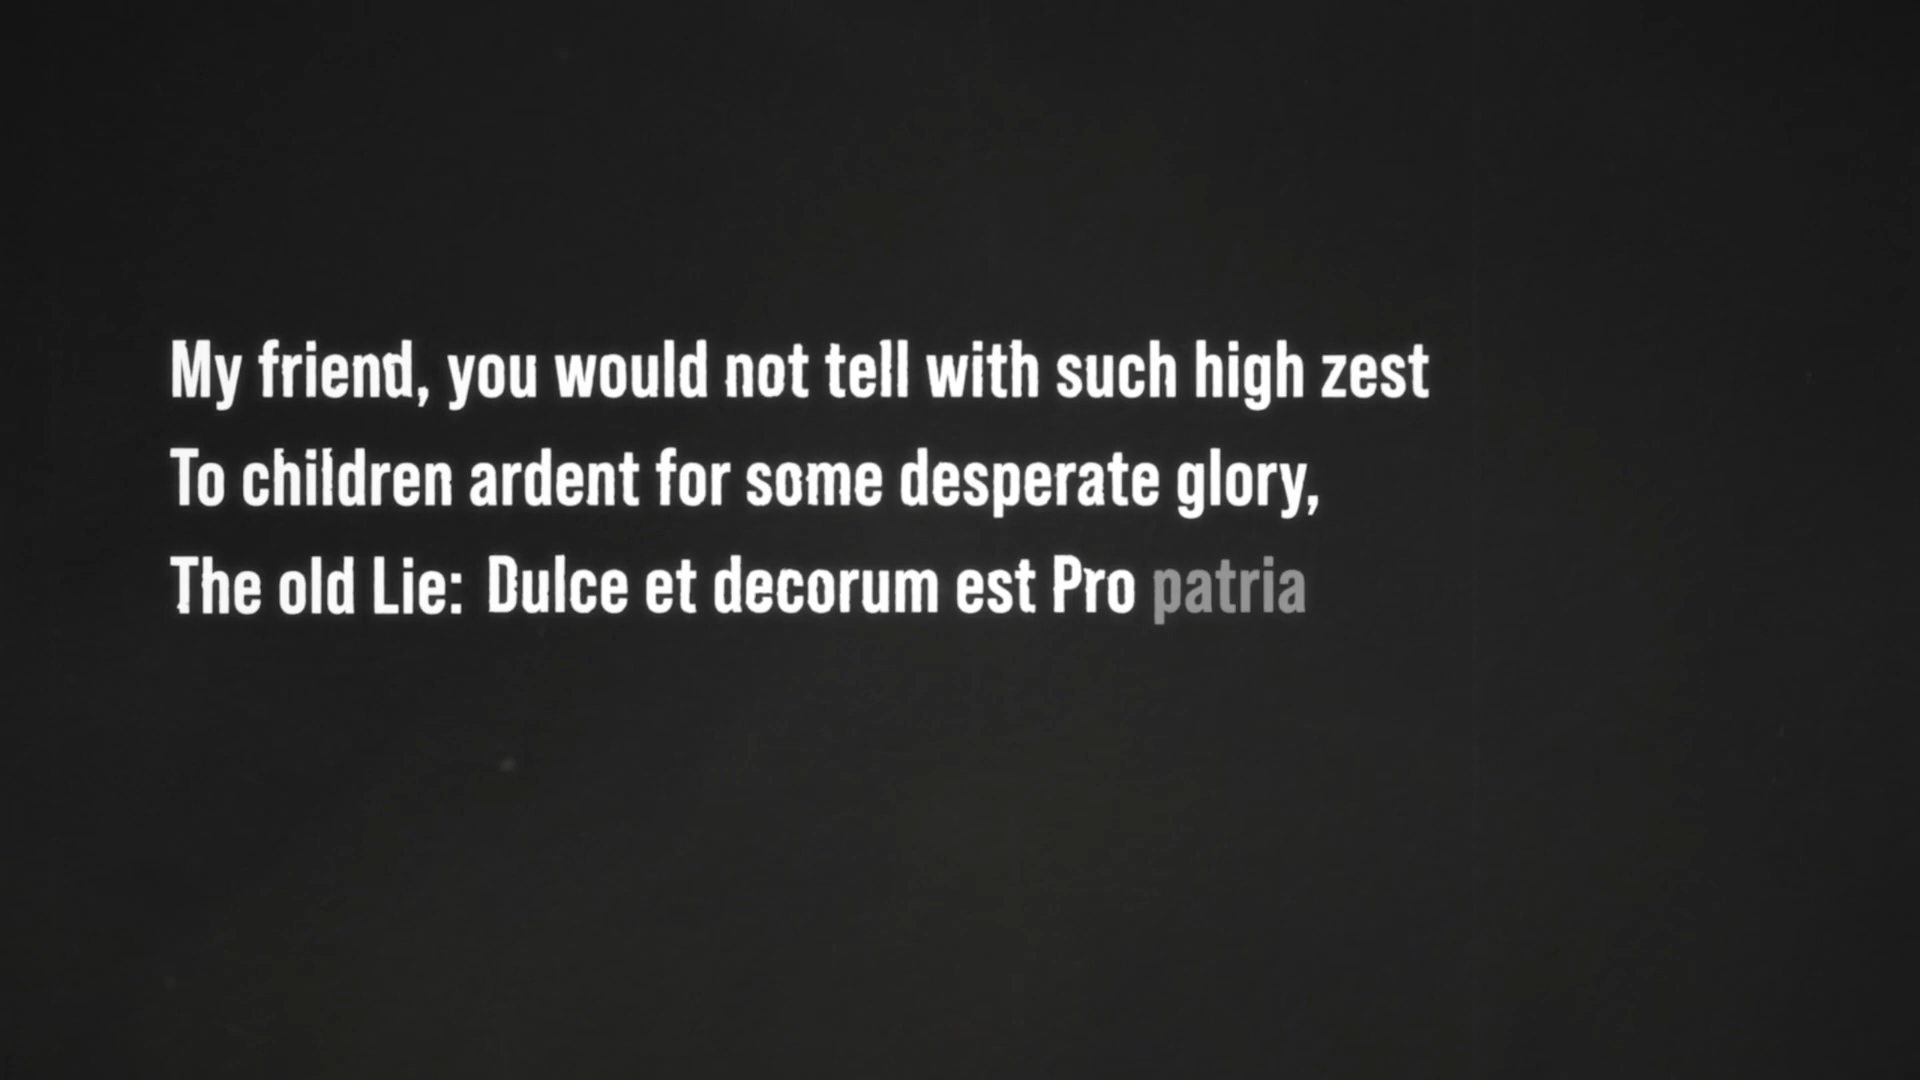 My friend, you would not tell with such high zest
To children ardent for some desperate glory,
The old Lie: Dulce et decorum est Pro patria